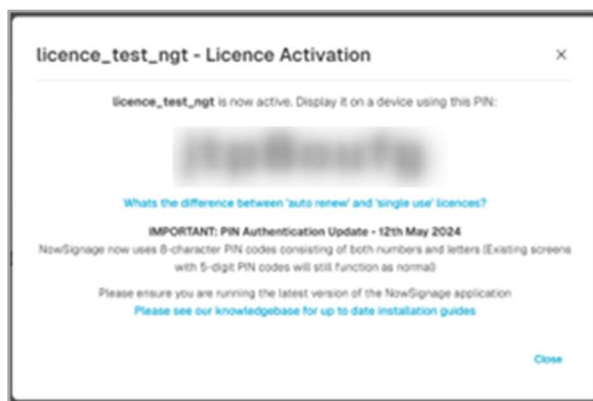 licence_test_ngt - Licence Activation ×
licence_test_ngt is now active. Display it on a device using this PIN:
Whats the difference between 'auto renew' and 'single use' licences?
IMPORTANT: PIN Authentication Update - 12th May 2024
NowSignage now uses 8-character PIN codes consisting of both numbers and letters (Existing screens
with 5-digit PIN codes will still function as normal)
Please ensure you are running the latest version of the NowSignage application
Please see our knowledgebase for up to date installation guides
Close